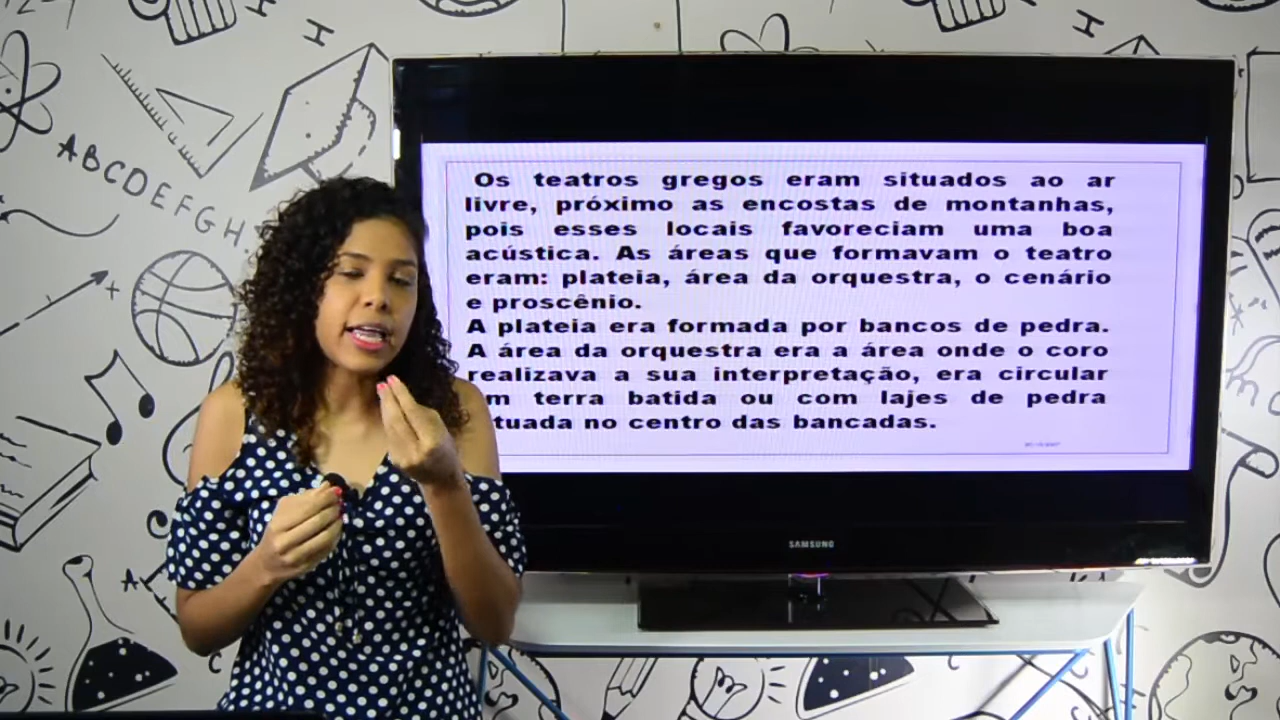 Os teatros gregos eram situados ao ar
livre, próximo as encostas de montanhas,
pois esses locais favoreciam uma boa
acústica. As áreas que formavam o teatro
eram: plateia, área da orquestra, o cenário
e proscênio.
A plateia era formada por bancos de pedra.
A área da orquestra era a área onde o coro
realizava a sua interpretação, era circular
m terra batida ou com lajes de pedra
tuada no centro das bancadas.
SAMSUNG
ABCDEFGH